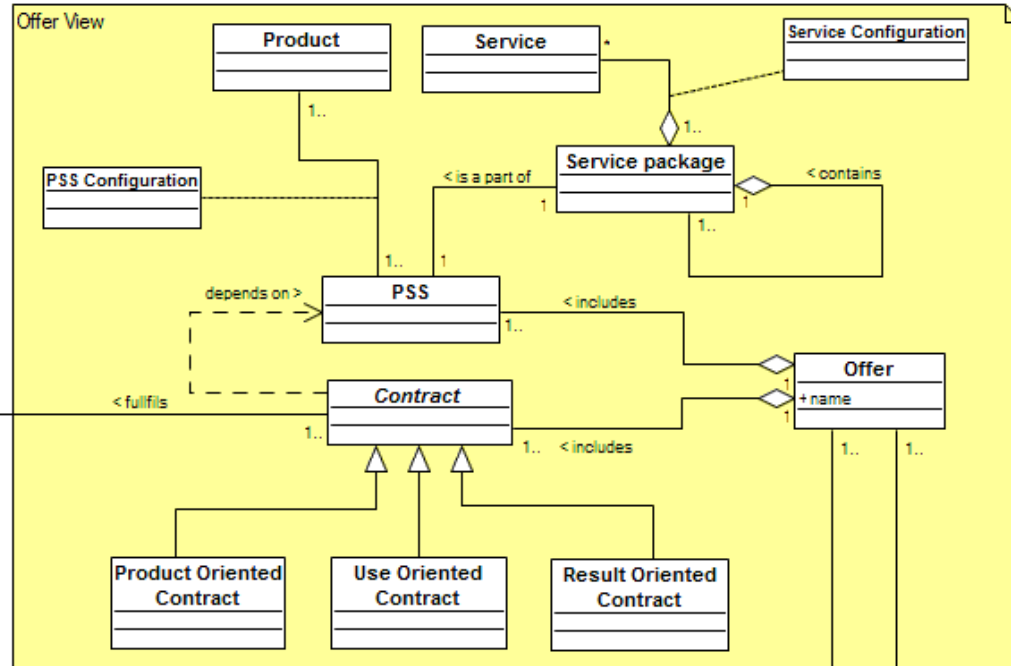 Offer View
Product
Service
*
Service Configuration
1..
1..
Service package
PSS Configuration
< is a part of
1
1
< contains
1..
1..
1
depends on >
PSS
< includes
1..
Offer
1
+ name
Contract
< fullfils
1..
1
1..
< includes
1..
1..
Product Oriented
Contract
Use Oriented
Contract
Result Oriented
Contract